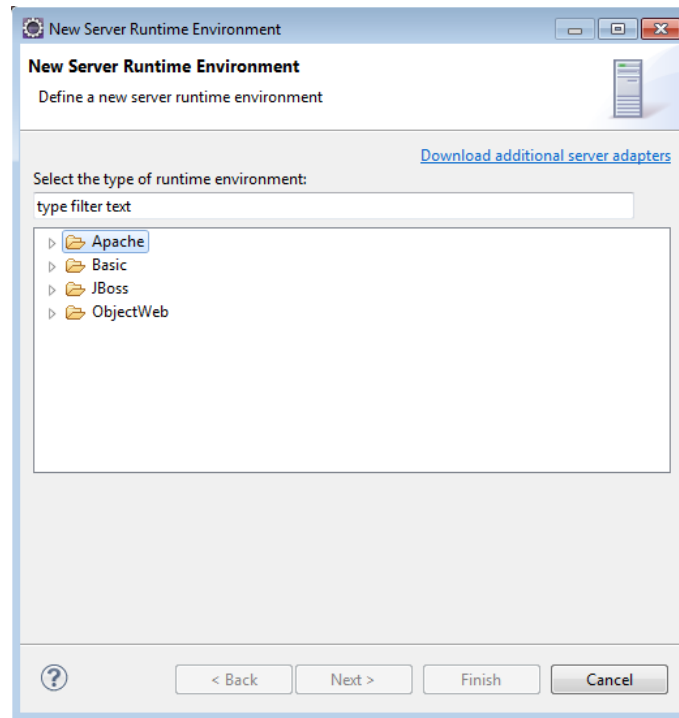 New Server Runtime Environment
New Server Runtime Environment
Define a new server runtime environment
Download additional server adapters
Select the type of runtime environment:
type filter text
Apache
Basic
JBoss
ObjectWeb
? < Back Next > Finish Cancel